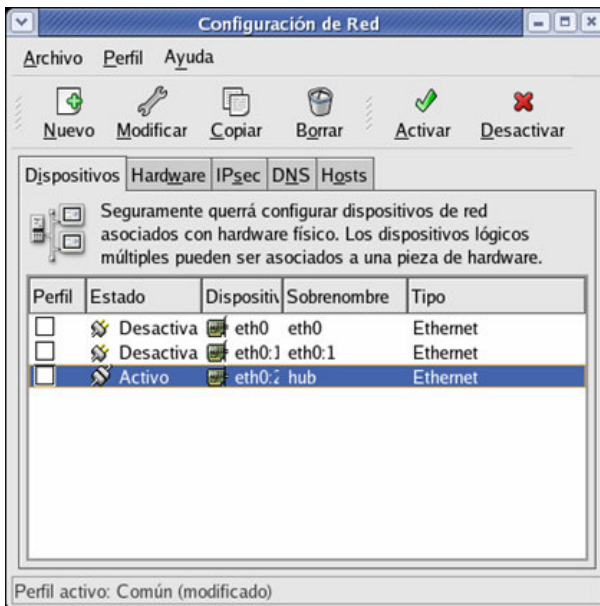 Configuración de Red
Archivo Perfil Ayuda
Nuevo Modificar Copiar Borrar Activar Desactivar
Dispositivos Hardware IPsec DNS Hosts
Seguramente querrá configurar dispositivos de red
asociados con hardware físico. Los dispositivos lógicos
múltiples pueden ser asociados a una pieza de hardware.
Perfil Estado Dispositiv Sobrenombre Tipo
Desactiva eth0 eth0 Ethernet
Desactiva eth0:1 eth0:1 Ethernet
Activo eth0:2 hub Ethernet
Perfil activo: Común (modificado)